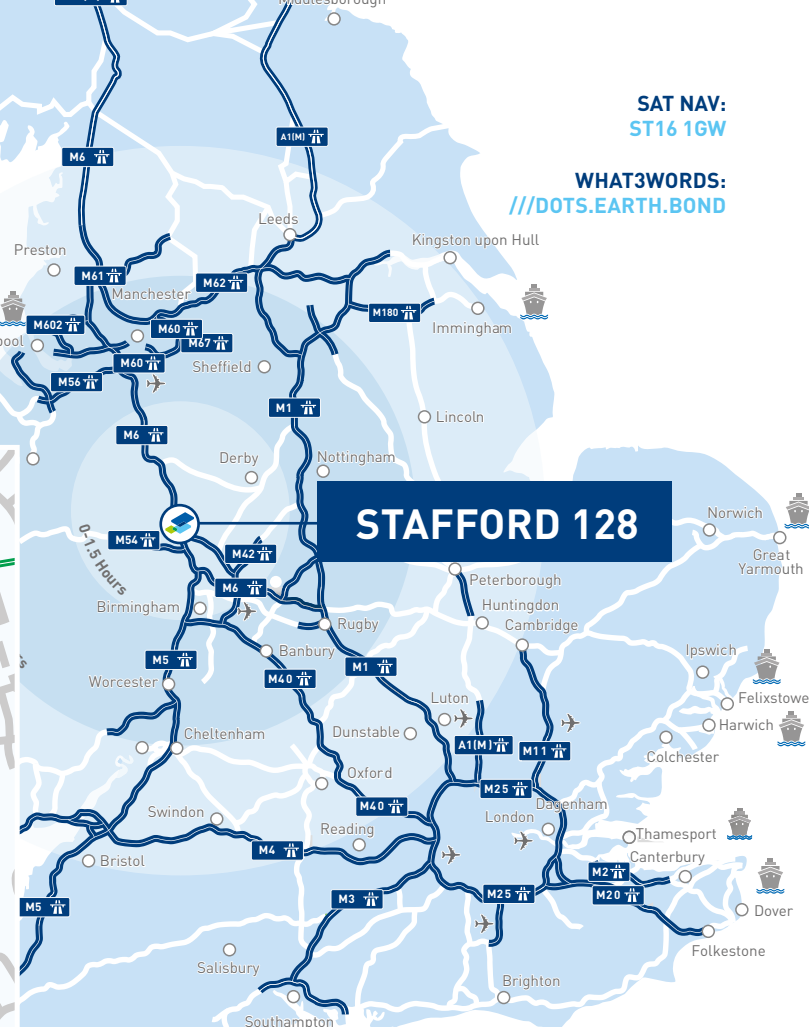 Middlesborough
SAT NAV:
ST16 1GW
WHAT3WORDS:
///DOTS.EARTH.BOND
A1(M)
M6
Leeds
Preston
Kingston upon Hull
M61
Manchester
M62
M602
M60
M67
M180
Immingham
pool
M60
Sheffield
M56
M1
Lincoln
M6
Derby
Nottingham
STAFFORD 128
Norwich
Great
Yarmouth
M54
0-1.5 Hours
M42
M6
Peterborough
Birmingham
Huntingdon
Rugby
Cambridge
Banbury
M5
M1
Ipswich
M40
Worcester
Luton
Felixstowe
Harwich
Cheltenham
Dunstable
A1(M)
M11
Colchester
Oxford
M25
Swindon
M40
Dagenham
London
Reading
Thamesport
M4
Canterbury
Bristol
M2
M5
M3
M25
M20
Dover
Folkestone
Salisbury
Brighton
Southampton